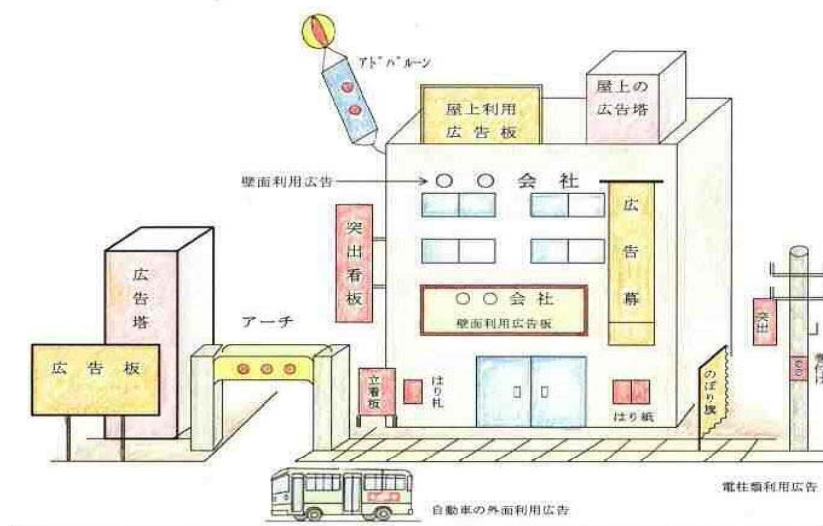 アドバルーン
屋上利用
広告板
屋上の
広告塔
壁面利用広告
○○会社
広告幕
突出看板
広告塔
アーチ
○○会社
壁面利用広告板
広告板
立看板
はり札
はり紙
のぼり旗
突出
巻付け
電柱類利用広告
自動車の外面利用広告